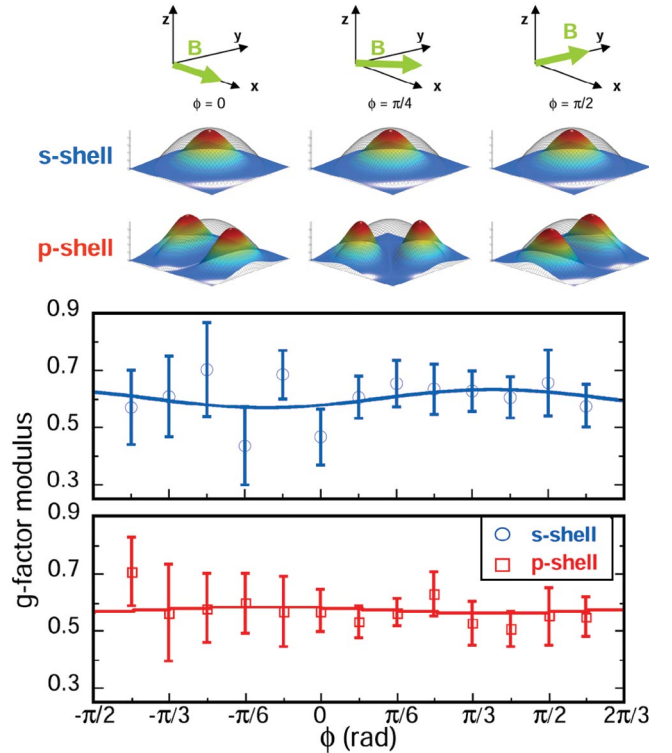 z y B x
z B y x
z B y x
ϕ = 0 ϕ = π/4 ϕ = π/2
s-shell
p-shell
0.9
0.7
0.5
0.3
0.9
s-shell
p-shell
0.7
0.5
0.3
g-factor modulus
-π/2 -π/3 -π/6 0 π/6 π/3 π/2 2π/3
ϕ (rad)